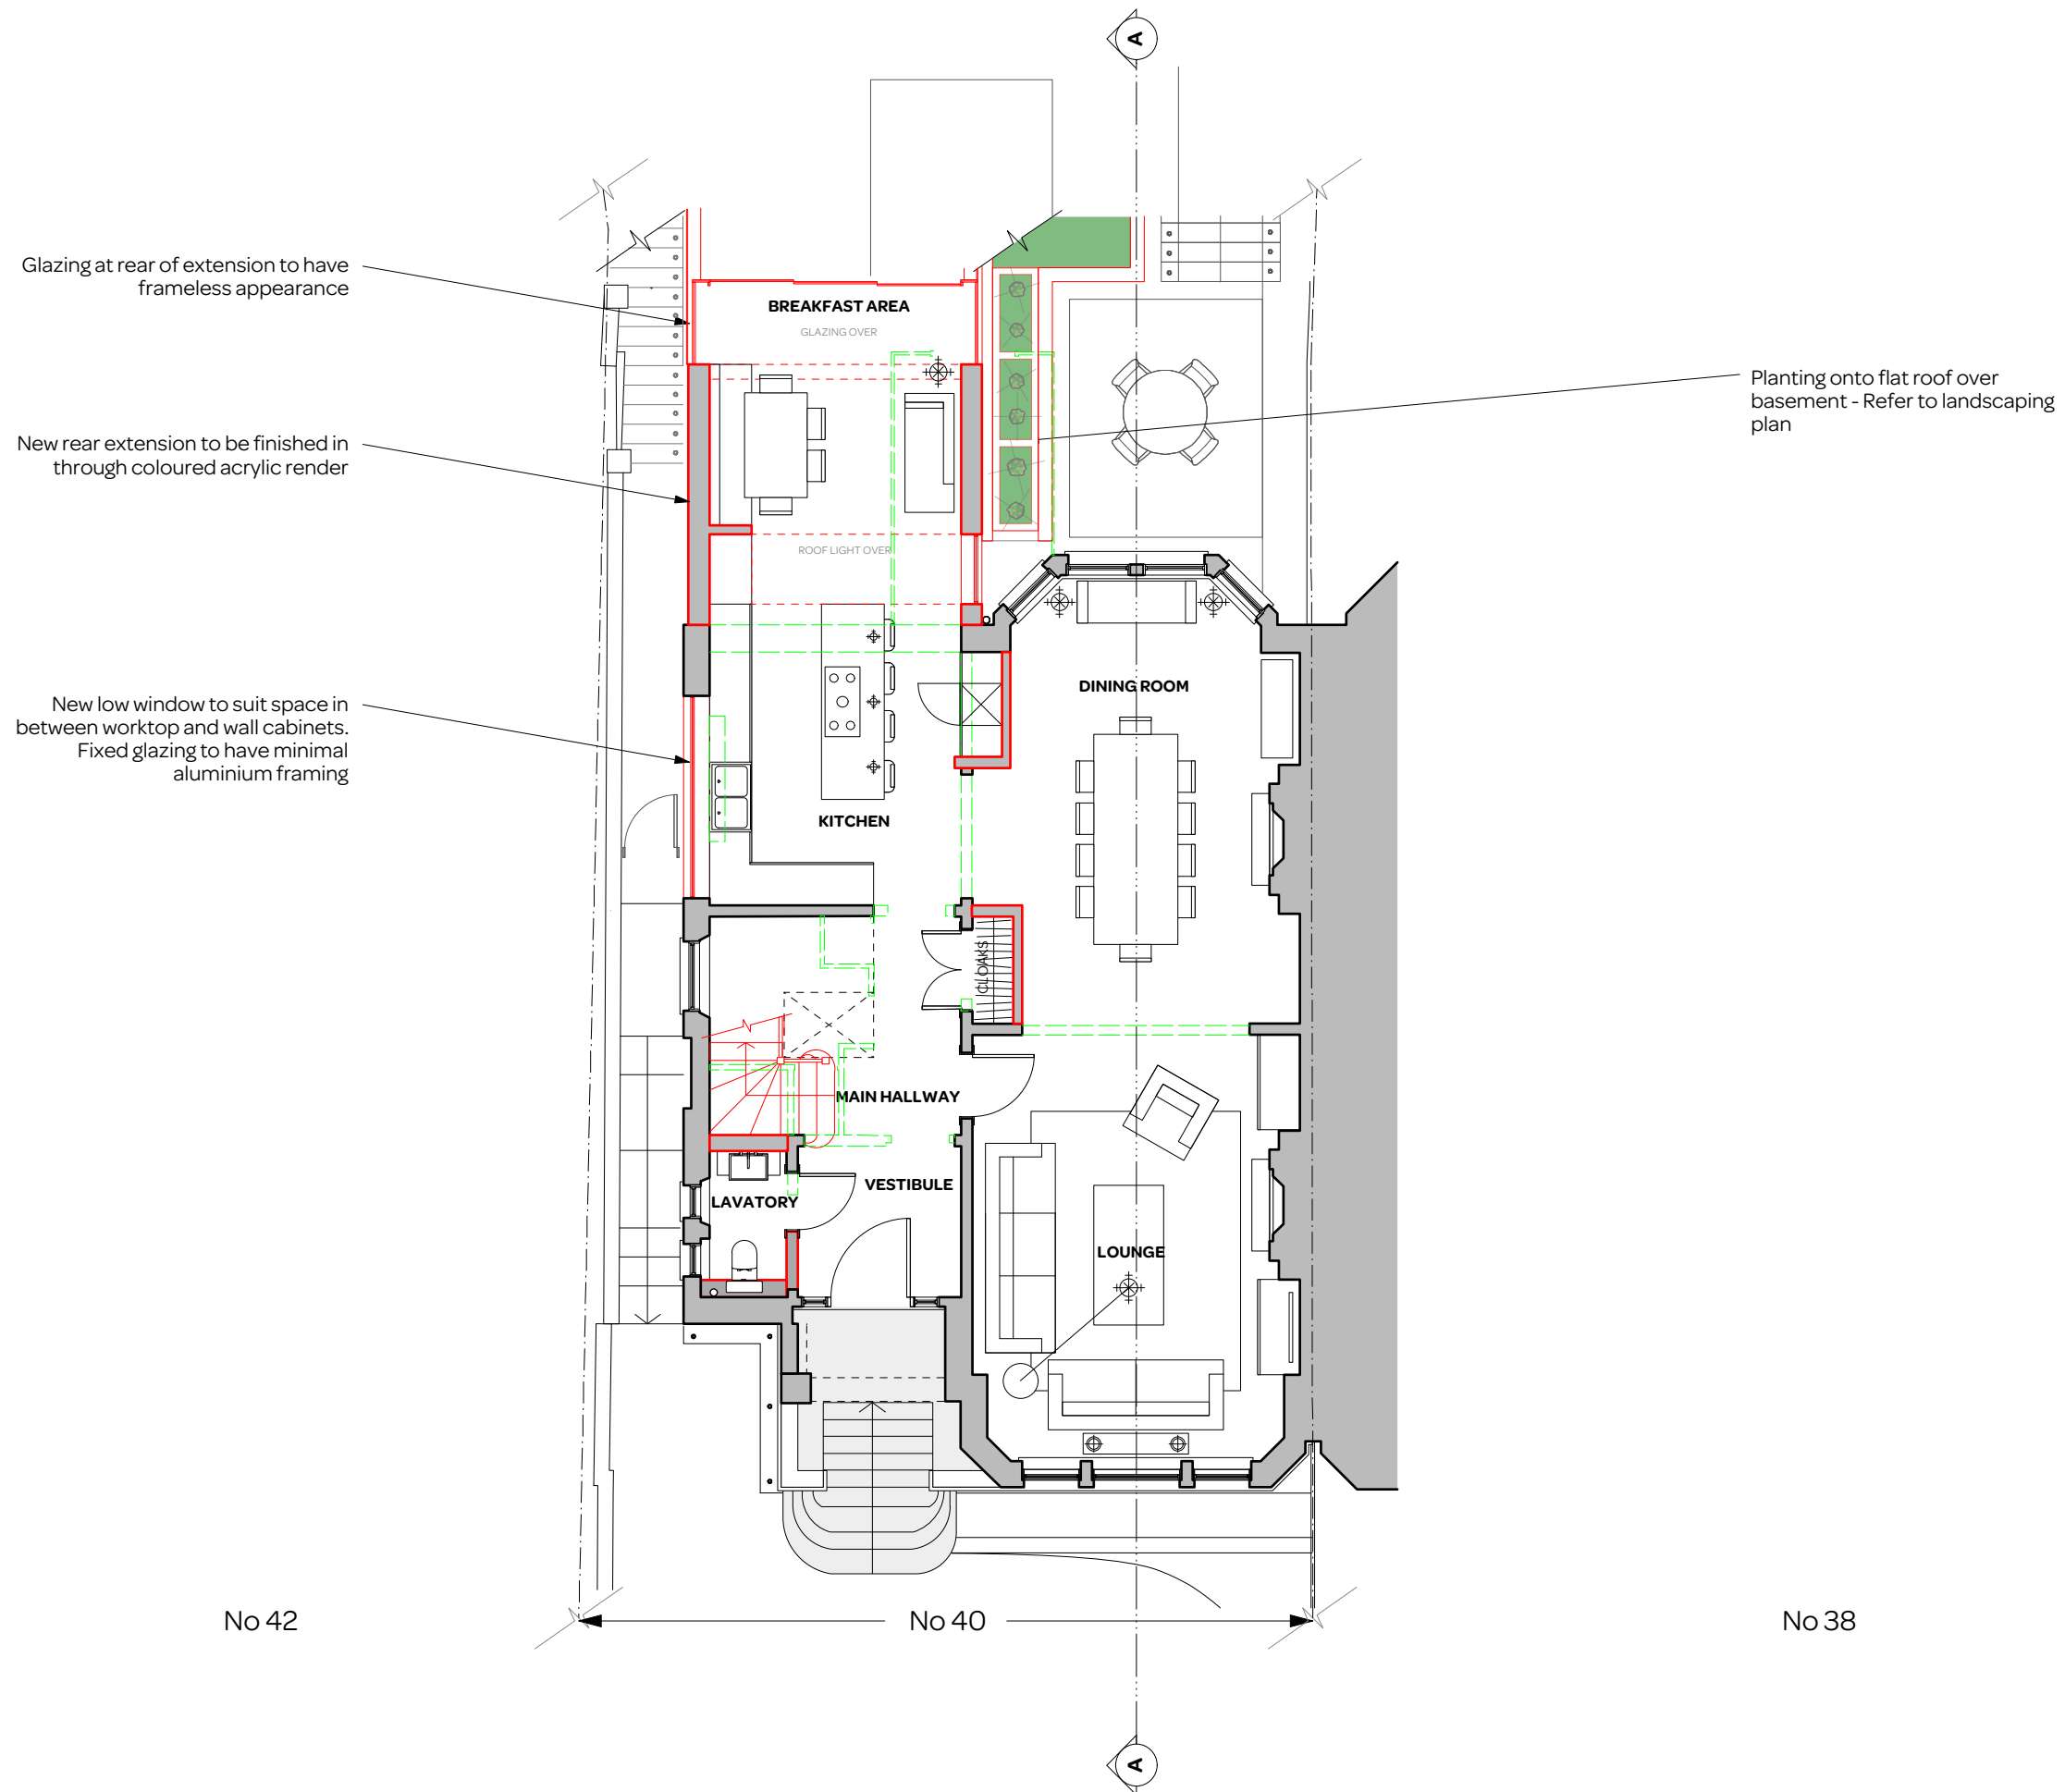 A
Glazing at rear of extension to have
frameless appearance
BREAKFAST AREA
GLAZING OVER
Planting onto flat roof over
basement - Refer to landscaping
plan
New rear extension to be finished in
through coloured acrylic render
ROOF LIGHT OVER
New low window to suit space in
between worktop and wall cabinets.
Fixed glazing to have minimal
aluminium framing
DINING ROOM
KITCHEN
CLOAKS
MAIN HALLWAY
VESTIBULE
LAVATORY
LOUNGE
No 42
No 40
No 38
A